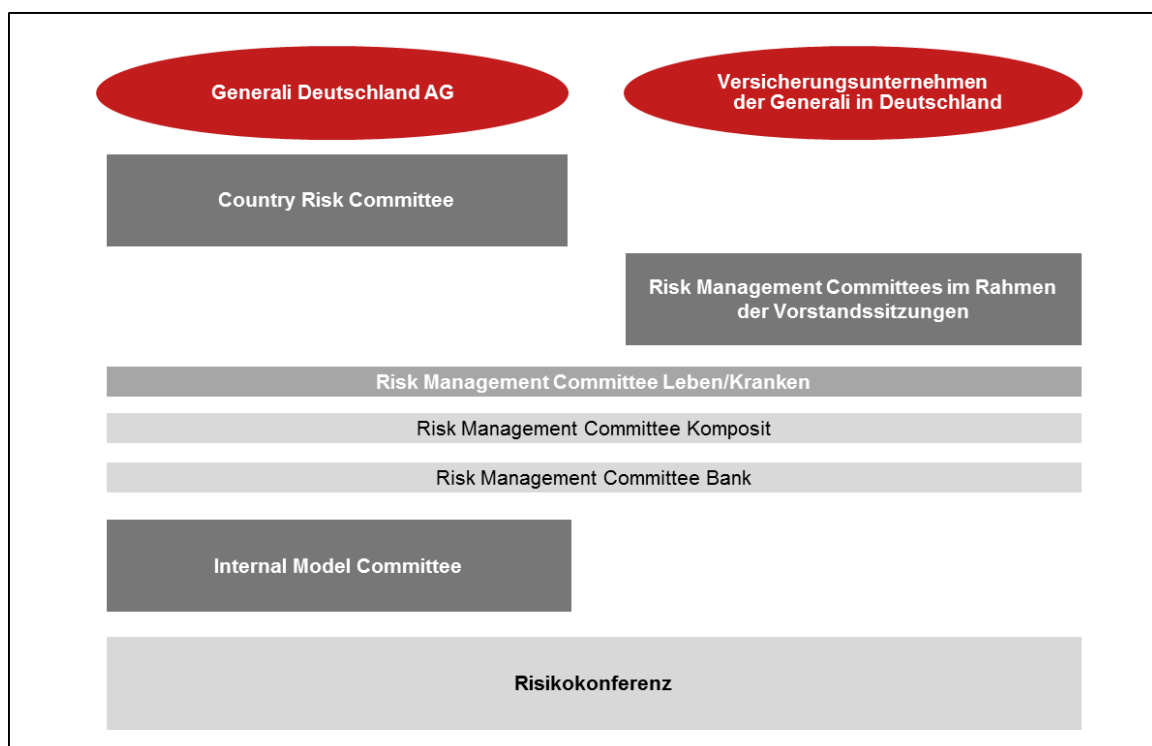 Generali Deutschland AG
Versicherungsunternehmen
der Generali in Deutschland
Country Risk Committee
Risk Management Committees im Rahmen
der Vorstandssitzungen
Risk Management Committee Leben/Kranken
Risk Management Committee Komposit
Risk Management Committee Bank
Internal Model Committee
Risikokonferenz